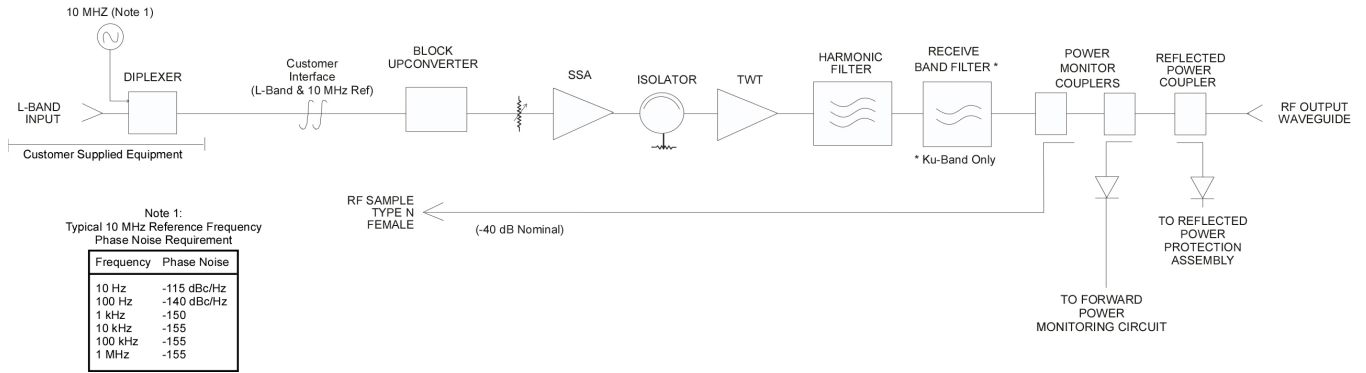 10 MHZ (Note 1)
DIPLEXER
L-BAND
INPUT
Customer Supplied Equipment
Customer
Interface
(L-Band & 10 MHz Ref)
BLOCK
UPCONVERTER
SSA
ISOLATOR
TWT
HARMONIC
FILTER
RECEIVE
BAND FILTER *
* Ku-Band Only
POWER
MONITOR
COUPLERS
REFLECTED
POWER
COUPLER
RF OUTPUT
WAVEGUIDE
RF SAMPLE
TYPE N
FEMALE
(-40 dB Nominal)
TO REFLECTED
POWER
PROTECTION
ASSEMBLY
TO FORWARD
POWER
MONITORING CIRCUIT
Note 1:
Typical 10 MHz Reference Frequency
Phase Noise Requirement
Frequency Phase Noise
10 Hz -115 dBc/Hz
100 Hz -140 dBc/Hz
1 kHz -150
10 kHz -155
100 kHz -155
1 MHz -155